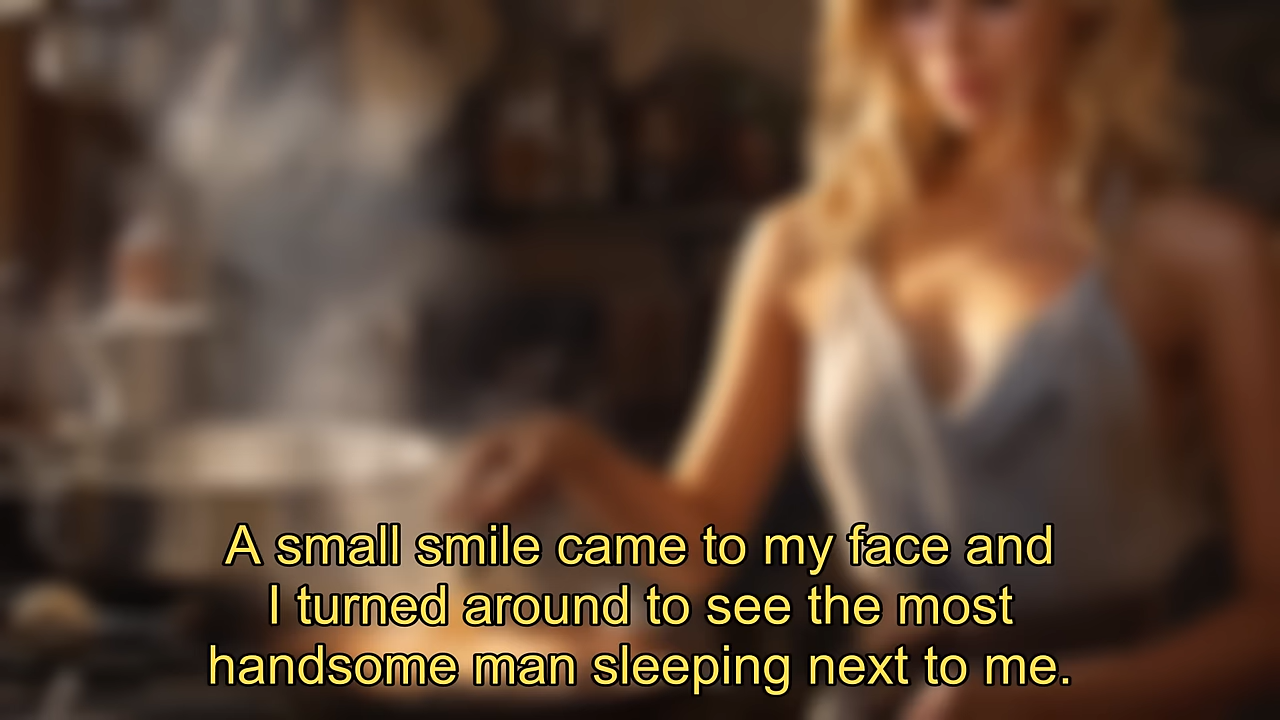 A small smile came to my face and
I turned around to see the most
handsome man sleeping next to me.